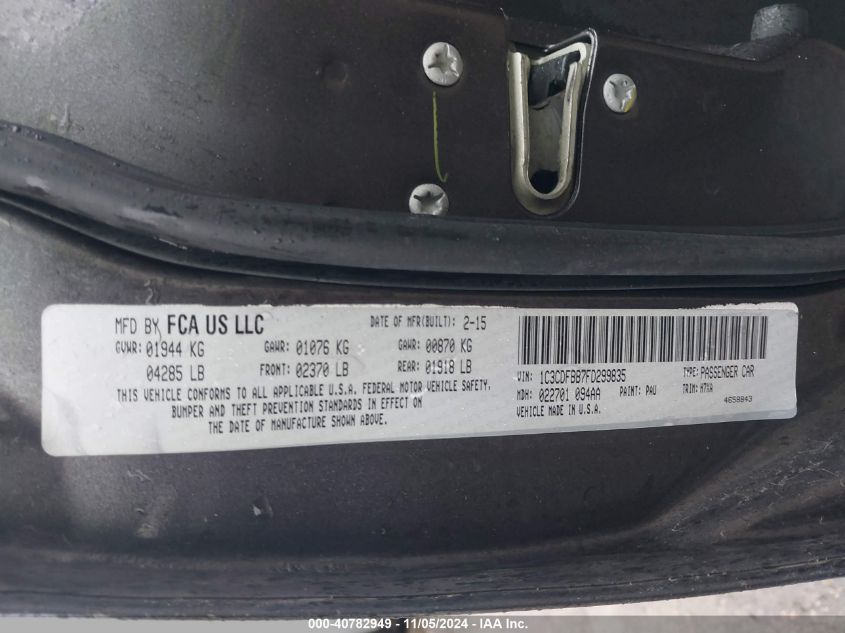 MFD BY FCA US LLC DATE OF MFR(BUILT): 2-15
GVWR: 01944 KG GAWR: 01076 KG GAWR: 00870 KG
04285 LB FRONT: 02370 LB REAR: 01918 LB
THIS VEHICLE CONFORMS TO ALL APPLICABLE U.S.A. FEDERAL MOTOR VEHICLE SAFETY,
BUMPER AND THEFT PREVENTION STANDARDS IN EFFECT ON
THE DATE OF MANUFACTURE SHOWN ABOVE.
VIN: 1C3CDFBB7FD299835 TYPE: PASSENGER CAR
MDH: 022701 094AA PAINT: PAU TRIM: H7XA
VEHICLE MADE IN U.S.A. 4658843
000-40782949 - 11/05/2024 - IAA Inc.